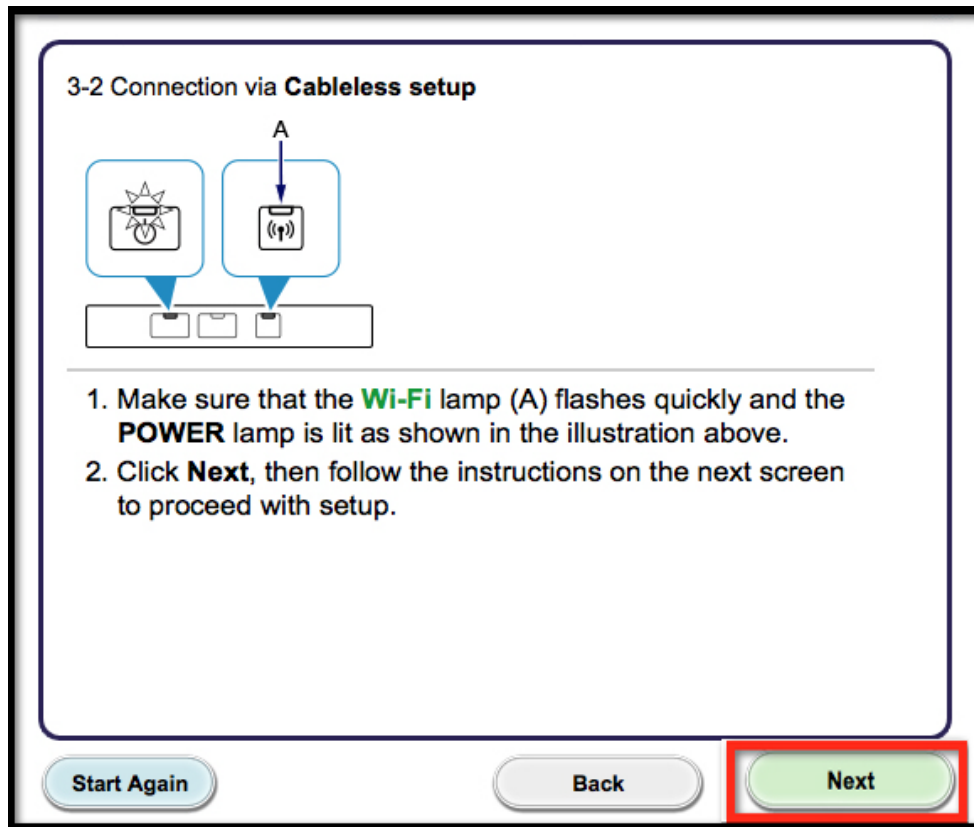 3-2 Connection via Cableless setup
A
1. Make sure that the Wi-Fi lamp (A) flashes quickly and the
POWER lamp is lit as shown in the illustration above.
2. Click Next, then follow the instructions on the next screen
to proceed with setup.
Start Again
Back
Next